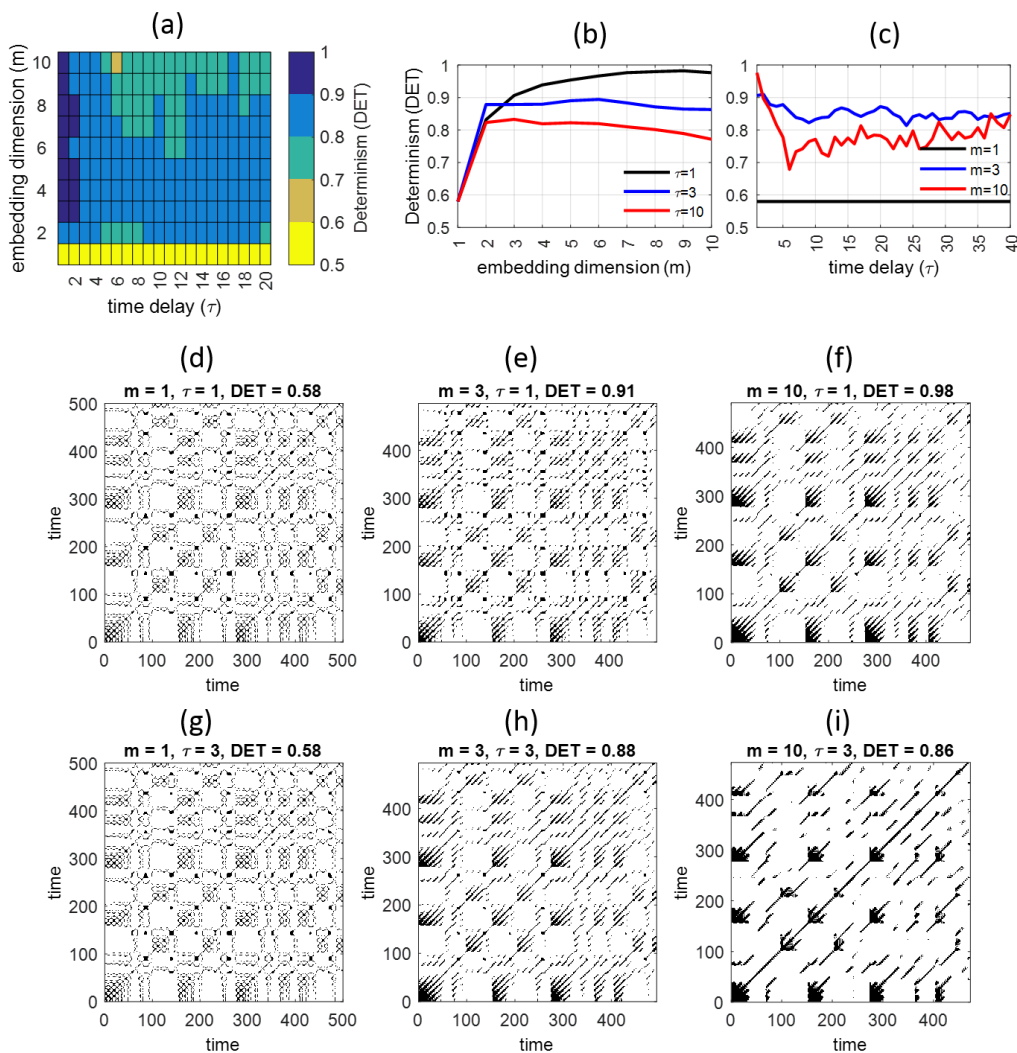 (a)
10
8
6
4
2
embedding dimension (m)
2 4 6 8 10 12 14 16 18 20
time delay (τ)
1
0.9
0.8
0.7
0.6
0.5
Determinism (DET)
(b)
1
0.9
0.8
0.7
0.6
0.5
Determinism (DET)
τ=1
τ=3
τ=10
1 2 3 4 5 6 7 8 9 10
embedding dimension (m)
(c)
1
0.9
0.8
0.7
0.6
0.5
m=1
m=3
m=10
5 10 15 20 25 30 35 40
time delay (τ)
(d)
m = 1, τ = 1, DET = 0.58
500
400
300
200
100
0
time
0 100 200 300 400 500
time
(e)
m = 3, τ = 1, DET = 0.91
400
300
200
100
0
time
0 100 200 300 400
time
(f)
m = 10, τ = 1, DET = 0.98
400
300
200
100
0
time
0 100 200 300 400
time
(g)
m = 1, τ = 3, DET = 0.58
500
400
300
200
100
0
time
0 100 200 300 400 500
time
(h)
m = 3, τ = 3, DET = 0.88
400
300
200
100
0
time
0 100 200 300 400
time
(i)
m = 10, τ = 3, DET = 0.86
400
300
200
100
0
time
0 100 200 300 400
time